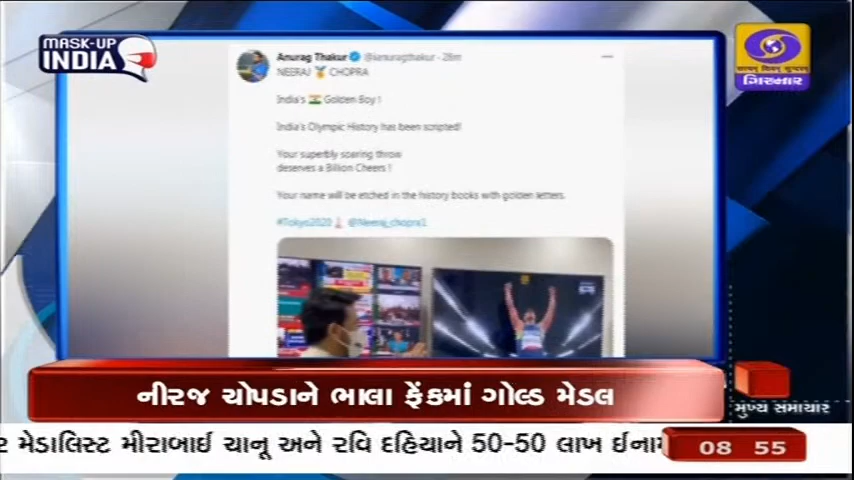 MASK-UP
INDIA
Anurag Thakur @ianuragthakur · 26m
NEERAJ 🥇 CHOPRA
India's 🇮🇳 Golden Boy !
India's Olympic History has been scripted!
Your superbly soaring throw
deserves a Billion Cheers !
Your name will be etched in the history books with golden letters.
#Tokyo2020 @Neeraj_chopra1
ગિરનાર
નીરજ ચોપડાને ભાલા ફેંકમાં ગોલ્ડ મેડલ
મુખ્ય સમાચાર
ર મેડાલિસ્ટ મીરાબાઈ ચાનૂ અને રવિ દહિયાને 50-50 લાખ ઈનામ
08 55